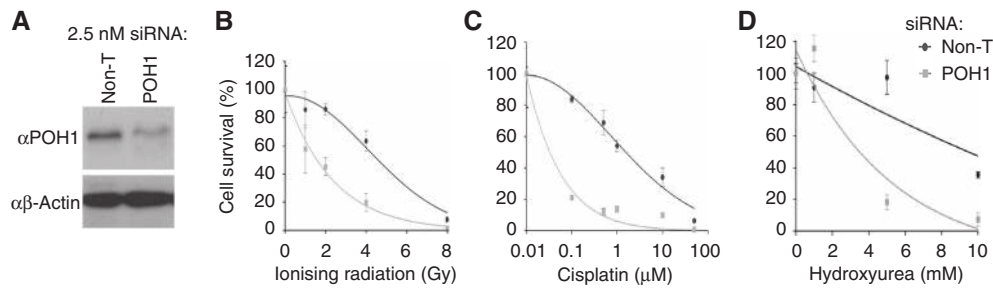 A
2.5 nM siRNA:
Non-T
POH1
αPOH1
αβ-Actin
B
Cell survival (%)
120
100
80
60
40
20
0
0 2 4 6 8
Ionising radiation (Gy)
C
120
100
80
60
40
20
0
0.01 0.1 1 10 100
Cisplatin (μM)
D
siRNA:
Non-T
POH1
120
100
80
60
40
20
0
0 2 4 6 8 10
Hydroxyurea (mM)